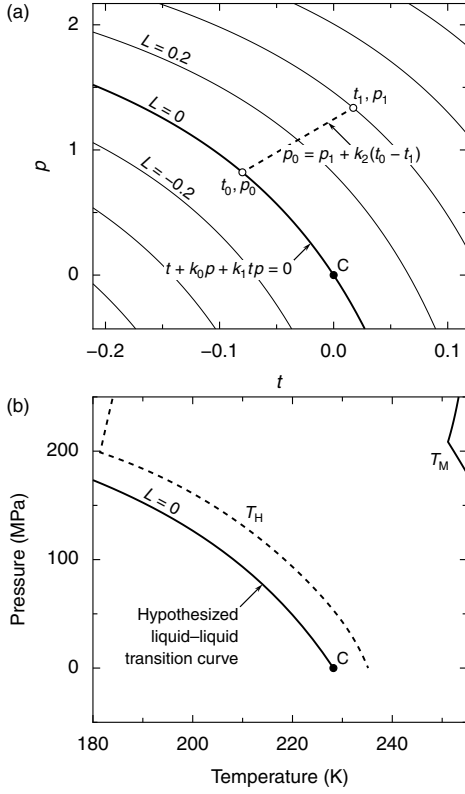 (a)
2
1
0
p
L = 0.2
L = 0
L = −0.2
t₁, p₁
p₀ = p₁ + k₂(t₀ − t₁)
t₀, p₀
t + k₀p + k₁tp = 0
C
−0.2
−0.1
0.0
0.1
t
(b)
200
100
0
Pressure (MPa)
L = 0
T_H
T_M
Hypothesized
liquid–liquid
transition curve
C
180
200
220
240
Temperature (K)